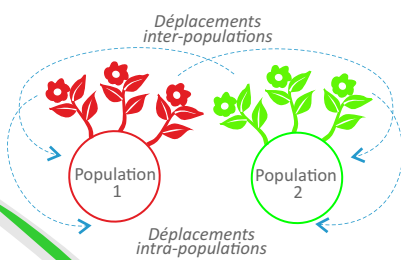 Déplacements
inter-populations
Population
1
Population
2
Déplacements
intra-populations